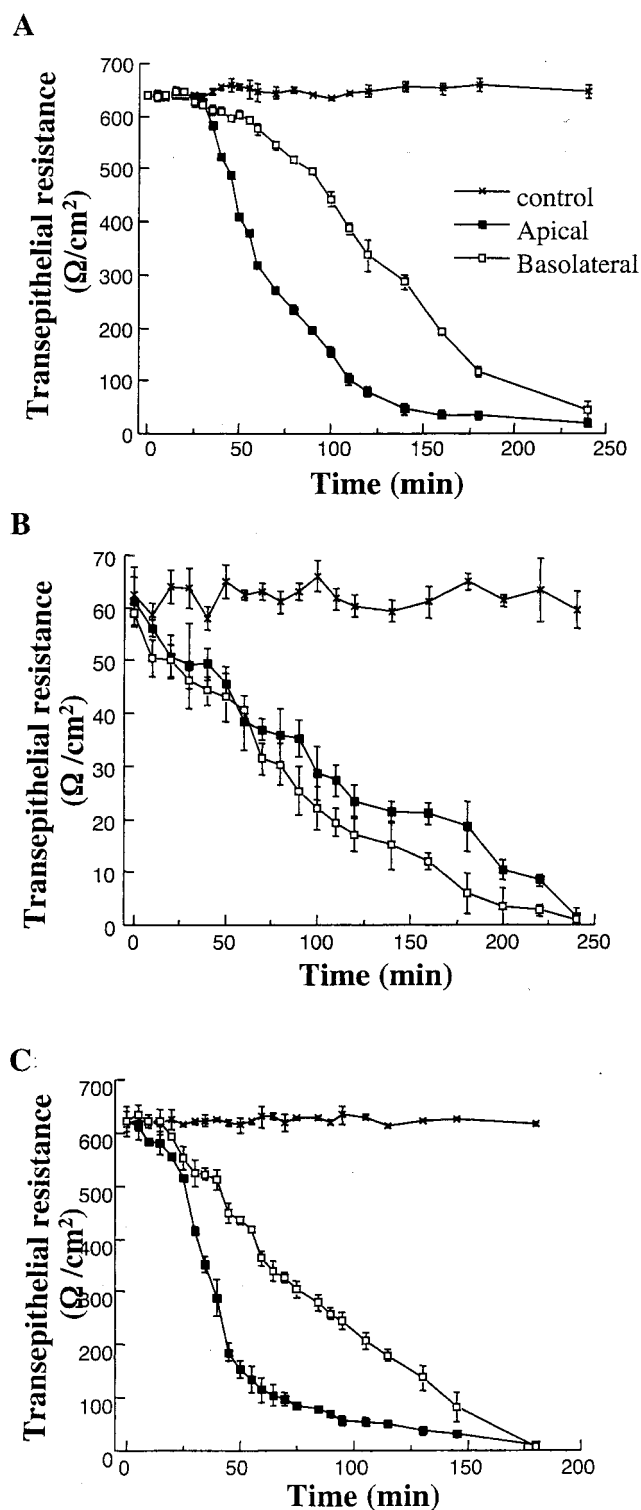 A
Transepithelial resistance
(Ω/cm²)
700
600
500
400
300
200
100
0
0
50
100
150
200
250
Time (min)
control
Apical
Basolateral
B
Transepithelial resistance
(Ω /cm²)
70
60
50
40
30
20
10
0
0
50
100
150
200
250
Time (min)
C
Transepithelial resistance
(Ω /cm²)
700
600
500
400
300
200
100
0
0
50
100
150
200
Time (min)